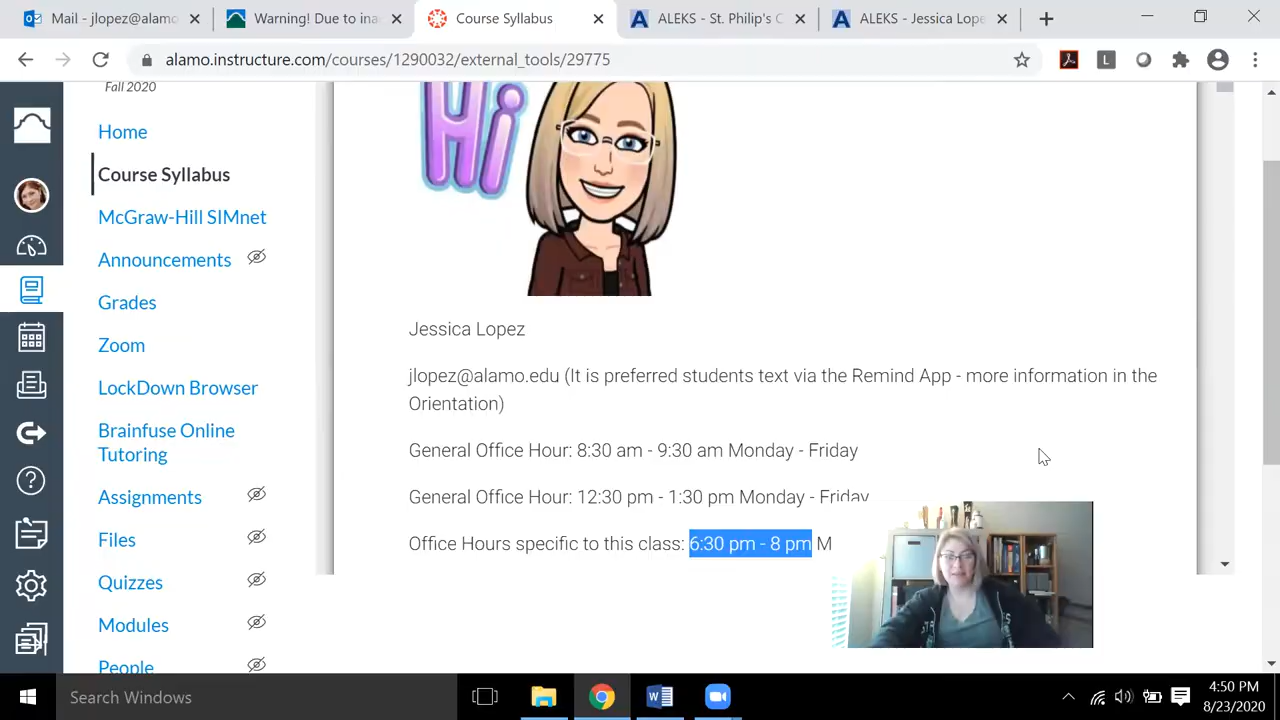 Mail - jlopez@alamo
Warning! Due to ina
Course Syllabus
ALEKS - St. Philip's C
ALEKS - Jessica Lope
alamo.instructure.com/courses/1290032/external_tools/29775
Fall 2020
Home
Course Syllabus
McGraw-Hill SIMnet
Announcements
Grades
Zoom
LockDown Browser
Brainfuse Online
Tutoring
Assignments
Files
Quizzes
Modules
People
Hi
Jessica Lopez
jlopez@alamo.edu (It is preferred students text via the Remind App - more information in the
Orientation)
General Office Hour: 8:30 am - 9:30 am Monday - Friday
General Office Hour: 12:30 pm - 1:30 pm Monday - Friday
Office Hours specific to this class: 6:30 pm - 8 pm M
Search Windows
4:50 PM
8/23/2020